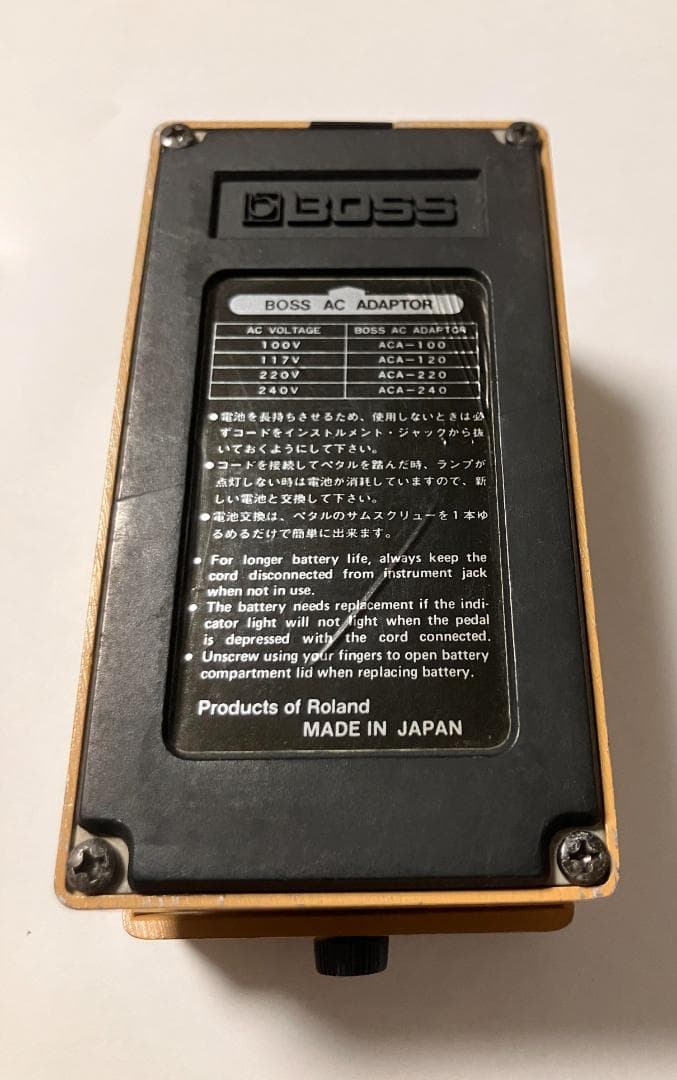 BOSS
BOSS AC ADAPTOR
AC VOLTAGE BOSS AC ADAPTOR
100V ACA-100
117V ACA-120
220V ACA-220
240V ACA-240
●電池を長持ちさせるため、使用しないときは必
ずコードをインストルメント・ジャックから抜
いておくようにして下さい。
●コードを接続してペタルを踏んだ時、ランプが
点灯しない時は電池が消耗していますので、新
しい電池と交換して下さい。
●電池交換は、ペタルのサムスクリューを1本ゆ
るめるだけで簡単に出来ます。
● For longer battery life, always keep the
cord disconnected from instrument jack
when not in use.
● The battery needs replacement if the indi-
cator light will not light when the pedal
is depressed with the cord connected.
● Unscrew using your fingers to open battery
compartment lid when replacing battery.
Products of Roland
MADE IN JAPAN